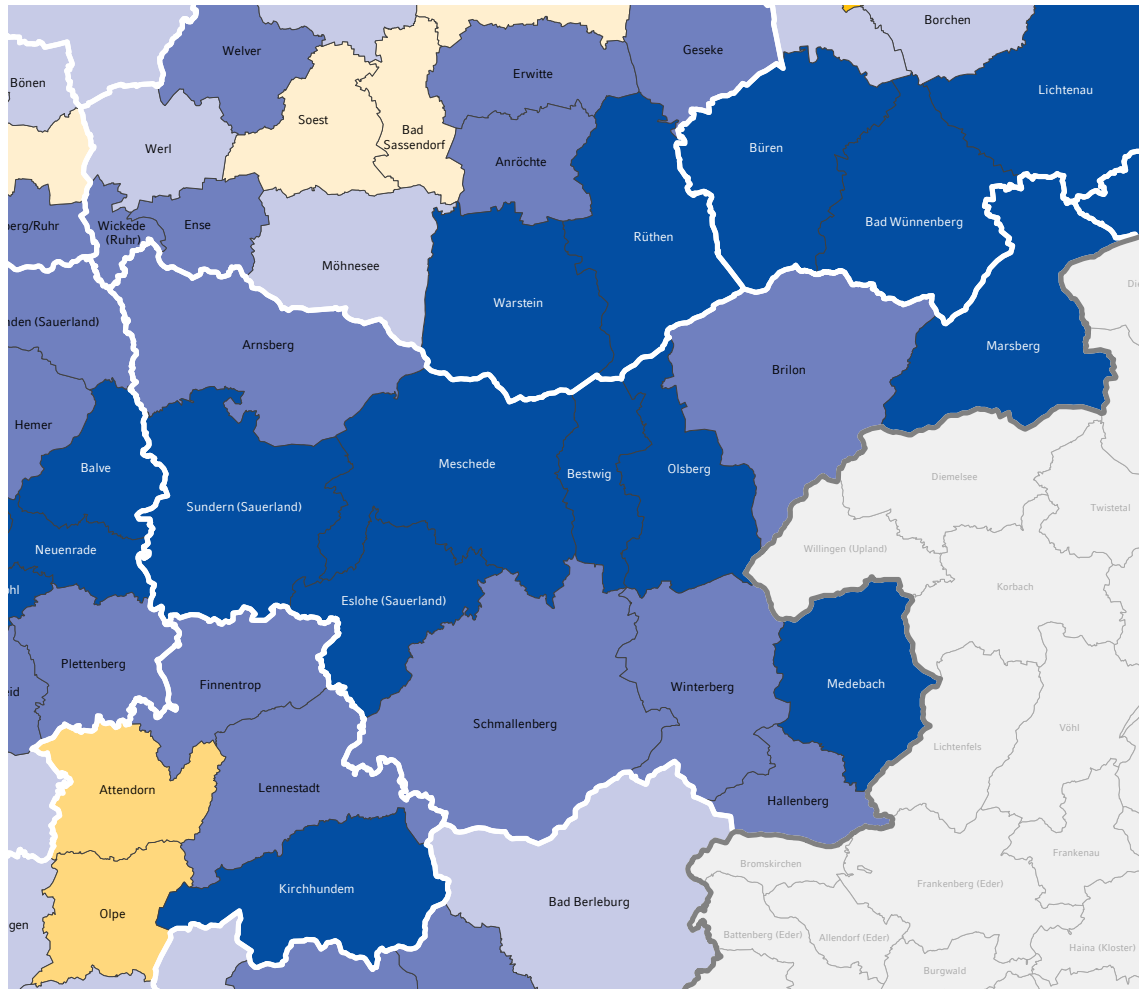 Borchen
Welver
Geseke
Erwitte
Bönen
Lichtenau
Soest
Bad
Sassendorf
Werl
Büren
Anröchte
Bad Wünnenberg
berg/Ruhr
Wickede
(Ruhr)
Ense
Rüthen
Möhnesee
Warstein
nden (Sauerland)
Arnsberg
Marsberg
Brilon
Hemer
Balve
Meschede
Bestwig
Olsberg
Diemelsee
Sundern (Sauerland)
Twistetal
Neuenrade
Willingen (Upland)
Korbach
ohl
Eslohe (Sauerland)
Plettenberg
Finnentrop
Winterberg
Medebach
eid
Schmallenberg
Vöhl
Lichtenfels
Attendorn
Lennestadt
Hallenberg
Frankenau
Bromskirchen
Kirchhundem
Frankenberg (Eder)
Bad Berleburg
Olpe
gen
Battenberg (Eder)
Allendorf (Eder)
Haina (Kloster)
Burgwald